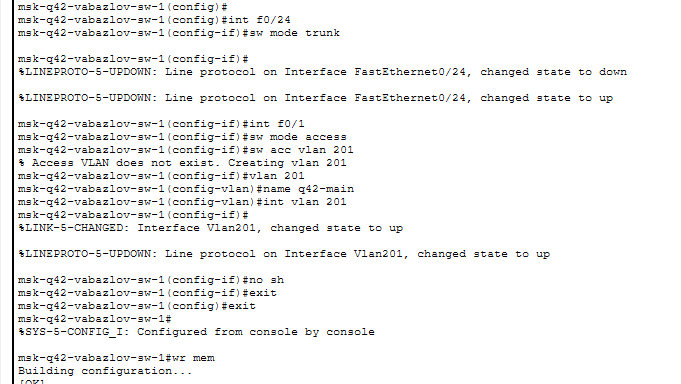 msk-q42-vabazlov-sw-1(config)#
msk-q42-vabazlov-sw-1(config)#int f0/24
msk-q42-vabazlov-sw-1(config-if)#sw mode trunk
msk-q42-vabazlov-sw-1(config-if)#
%LINEPROTO-5-UPDOWN: Line protocol on Interface FastEthernet0/24, changed state to down
%LINEPROTO-5-UPDOWN: Line protocol on Interface FastEthernet0/24, changed state to up
msk-q42-vabazlov-sw-1(config-if)#int f0/1
msk-q42-vabazlov-sw-1(config-if)#sw mode access
msk-q42-vabazlov-sw-1(config-if)#sw acc vlan 201
% Access VLAN does not exist. Creating vlan 201
msk-q42-vabazlov-sw-1(config-if)#vlan 201
msk-q42-vabazlov-sw-1(config-vlan)#name q42-main
msk-q42-vabazlov-sw-1(config-vlan)#int vlan 201
msk-q42-vabazlov-sw-1(config-if)#
%LINK-5-CHANGED: Interface Vlan201, changed state to up
%LINEPROTO-5-UPDOWN: Line protocol on Interface Vlan201, changed state to up
msk-q42-vabazlov-sw-1(config-if)#no sh
msk-q42-vabazlov-sw-1(config-if)#exit
msk-q42-vabazlov-sw-1(config)#exit
msk-q42-vabazlov-sw-1#
%SYS-5-CONFIG_I: Configured from console by console
msk-q42-vabazlov-sw-1#wr mem
Building configuration...
[OK]